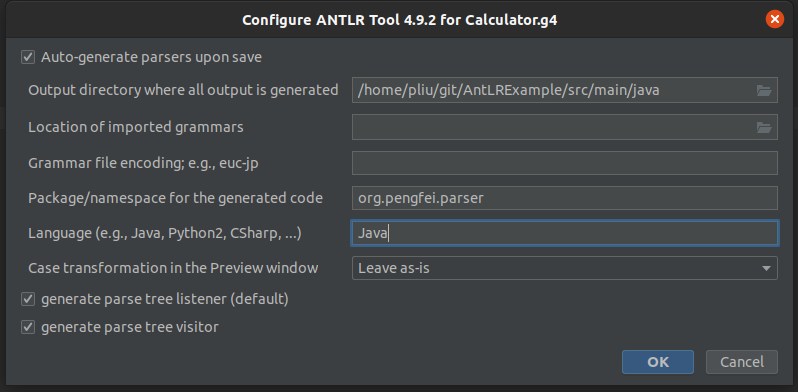 Configure ANTLR Tool 4.9.2 for Calculator.g4
Auto-generate parsers upon save
Output directory where all output is generated /home/pliu/git/AntLRExample/src/main/java
Location of imported grammars
Grammar file encoding; e.g., euc-jp
Package/namespace for the generated code org.pengfei.parser
Language (e.g., Java, Python2, CSharp, ...) Java
Case transformation in the Preview window Leave as-is
generate parse tree listener (default)
generate parse tree visitor
OK Cancel